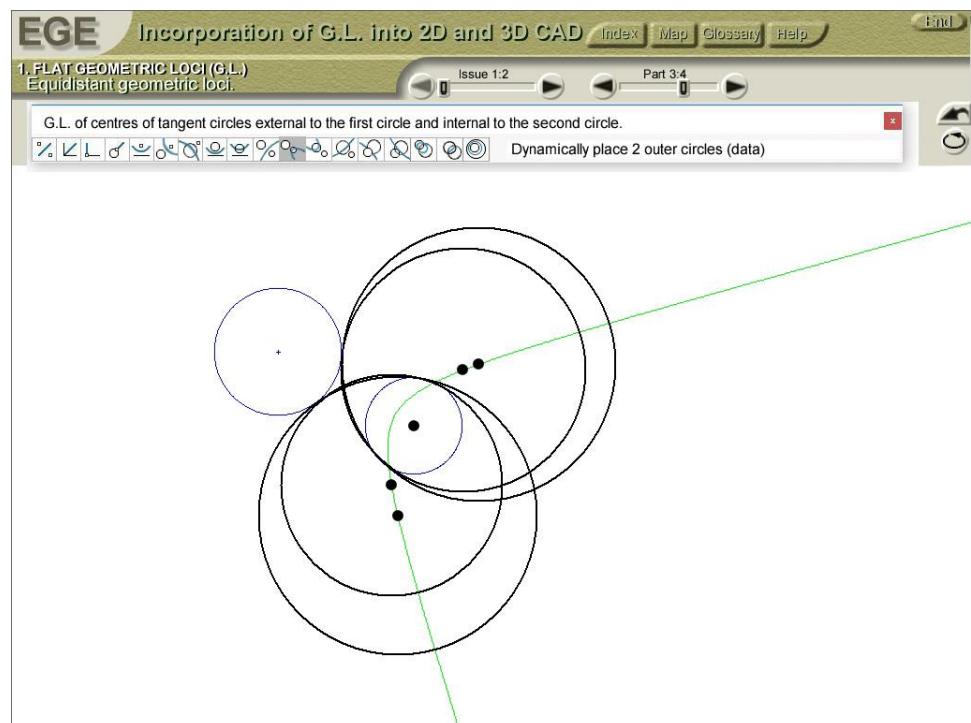 EGE Incorporation of G.L. into 2D and 3D CAD Index Map Glossary Help End
1. FLAT GEOMETRIC LOCI (G.L.)
Equidistant geometric loci.
Issue 1:2 Part 3:4
G.L. of centres of tangent circles external to the first circle and internal to the second circle. x
Dynamically place 2 outer circles (data)